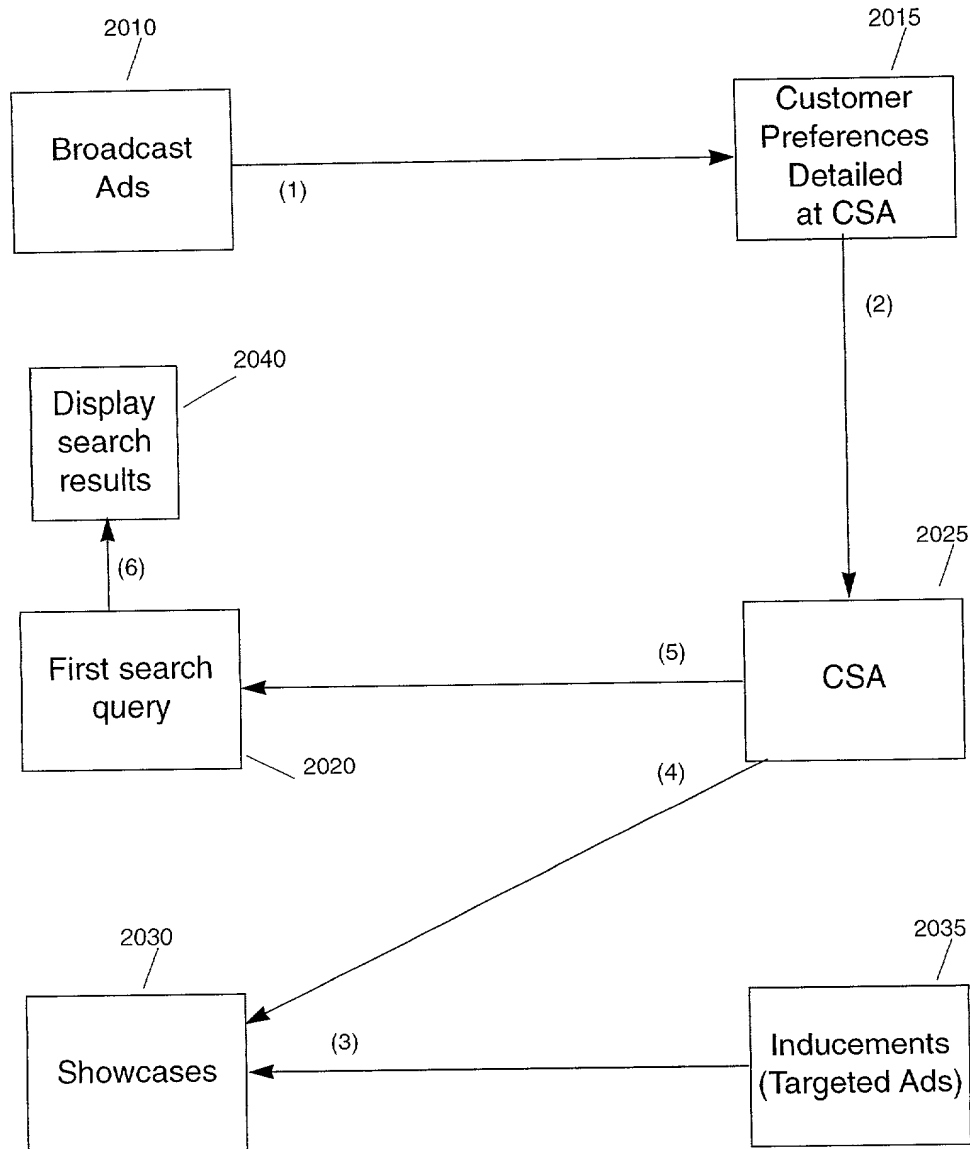 2010
2015
Broadcast
Ads
Customer
Preferences
Detailed
at CSA
(1)
(2)
2040
Display
search
results
(6)
2025
First search
query
(5)
CSA
2020
(4)
2030
2035
Showcases
(3)
Inducements
(Targeted Ads)